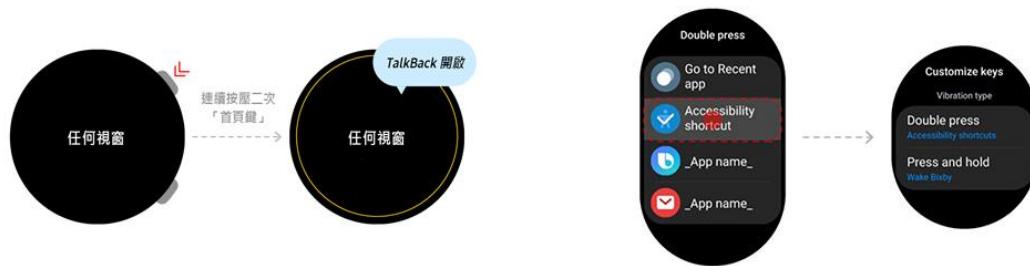 任何視窗
連續按壓二次
「首頁鍵」
TalkBack 開啟
任何視窗
Double press
Go to Recent
app
Accessibility
shortcut
_App name_
_App name_
Customize keys
Vibration type
Double press
Accessibility shortcuts
Press and hold
Wake Bixby